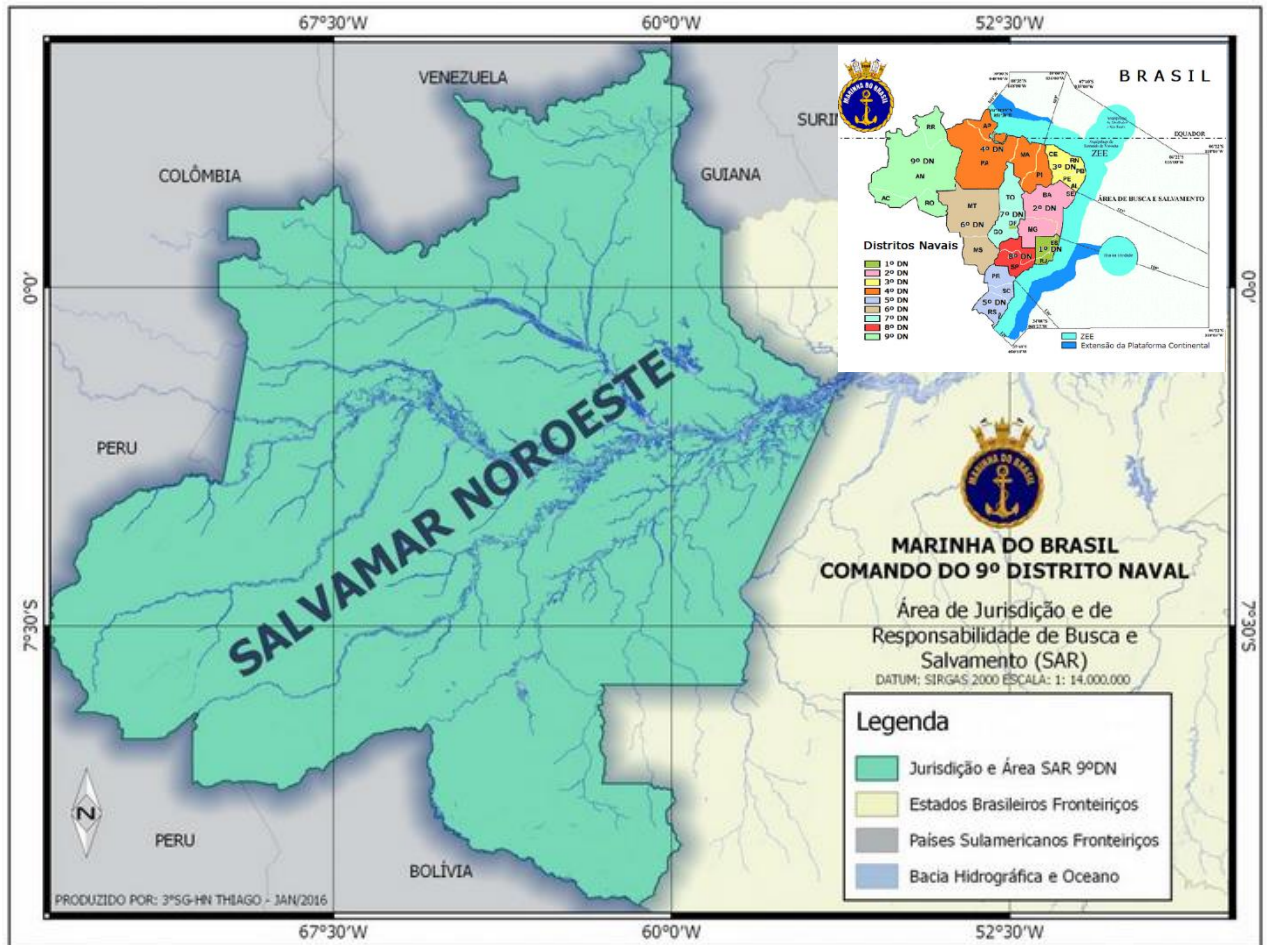 67°30'W
60°0'W
52°30'W
VENEZUELA
COLÔMBIA
GUIANA
PERU
0°0'
0°0'
7°30'S
SALVAMAR NOROESTE
MARINHA DO BRASIL
BRASIL
EQUADOR
ZEE
ÁREA DE BUSCA E SALVAMENTO
RR
AP
9º DN
4º DN
AM
PA
MA
CE
RN
3º DN
PB
PI
PE
AL
SE
AC
RO
MT
TO
BA
2º DN
7º DN
DF
6º DN
GO
MG
MS
ES
1º DN
8º DN
RJ
SP
PR
SC
5º DN
RS
Distritos Navais
1º DN
2º DN
3º DN
4º DN
5º DN
6º DN
7º DN
8º DN
9º DN
ZEE
Extensão da Plataforma Continental
MARINHA DO BRASIL
MARINHA DO BRASIL
COMANDO DO 9º DISTRITO NAVAL
Área de Jurisdição e de
Responsabilidade de Busca e
Salvamento (SAR)
DATUM: SIRGAS 2000 ESCALA: 1: 14.000.000
Legenda
Jurisdição e Área SAR 9ºDN
Estados Brasileiros Fronteiriços
Países Sulamericanos Fronteiriços
Bacia Hidrográfica e Oceano
N
PERU
BOLÍVIA
PRODUZIDO POR: 3ºSG-HN THIAGO - JAN/2016
67°30'W
60°0'W
52°30'W